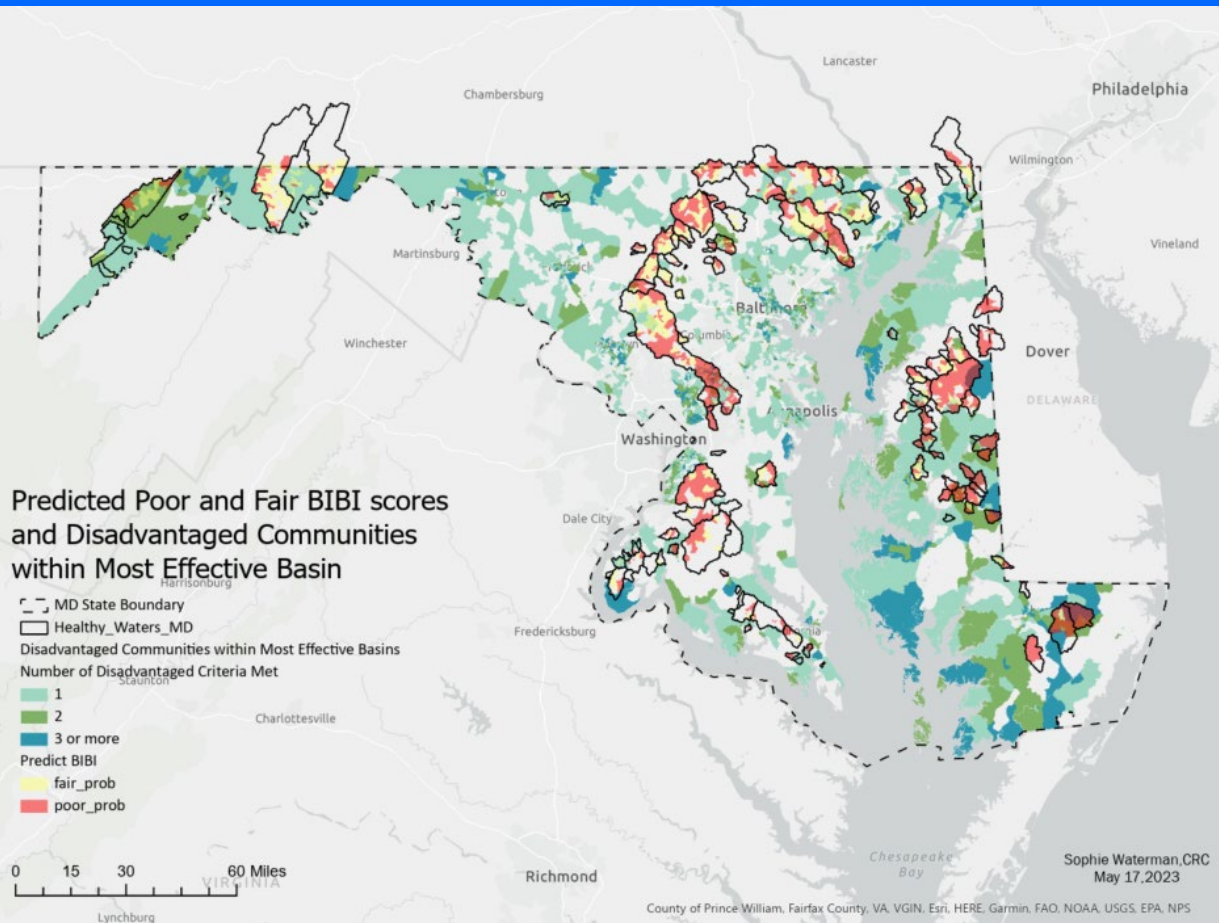 Lancaster
Chambersburg
Philadelphia
Wilmington
Vineland
Martinsburg
Baltimore
Columbia
Winchester
Dover
DELAWARE
Annapolis
Washington
Predicted Poor and Fair BIBI scores
and Disadvantaged Communities
within Most Effective Basin
Dale City
Harrisonburg
MD State Boundary
Healthy_Waters_MD
Fredericksburg
Disadvantaged Communities within Most Effective Basins
Number of Disadvantaged Criteria Met
Staunton
1
2
3 or more
Charlottesville
Predict BIBI
fair_prob
poor_prob
0 15 30 60 Miles
VIRGINIA
Richmond
Chesapeake
Bay
Sophie Waterman,CRC
May 17,2023
Lynchburg
County of Prince William, Fairfax County, VA, VGIN, Esri, HERE, Garmin, FAO, NOAA, USGS, EPA, NPS